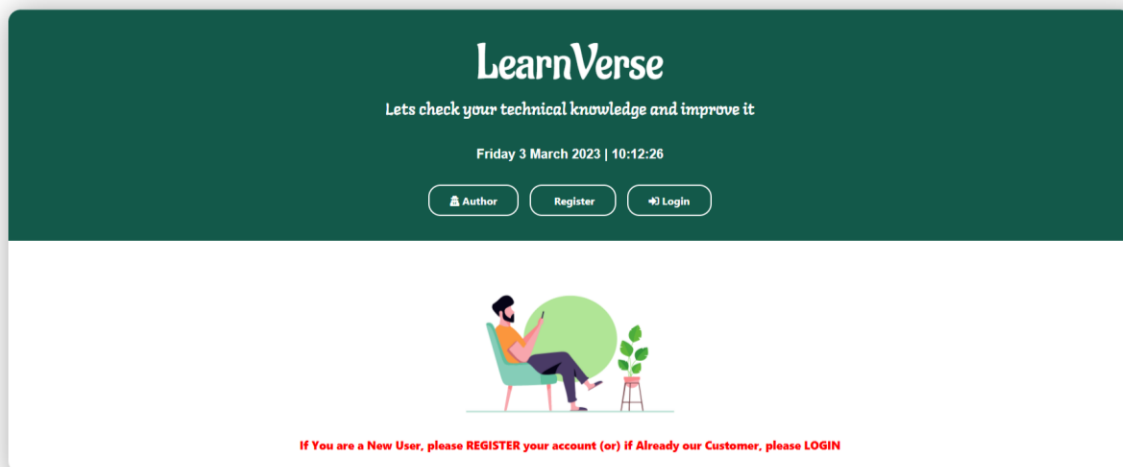 LearnVerse
Lets check your technical knowledge and improve it
Friday 3 March 2023 | 10:12:26
Author Register Login
If You are a New User, please REGISTER your account (or) if Already our Customer, please LOGIN